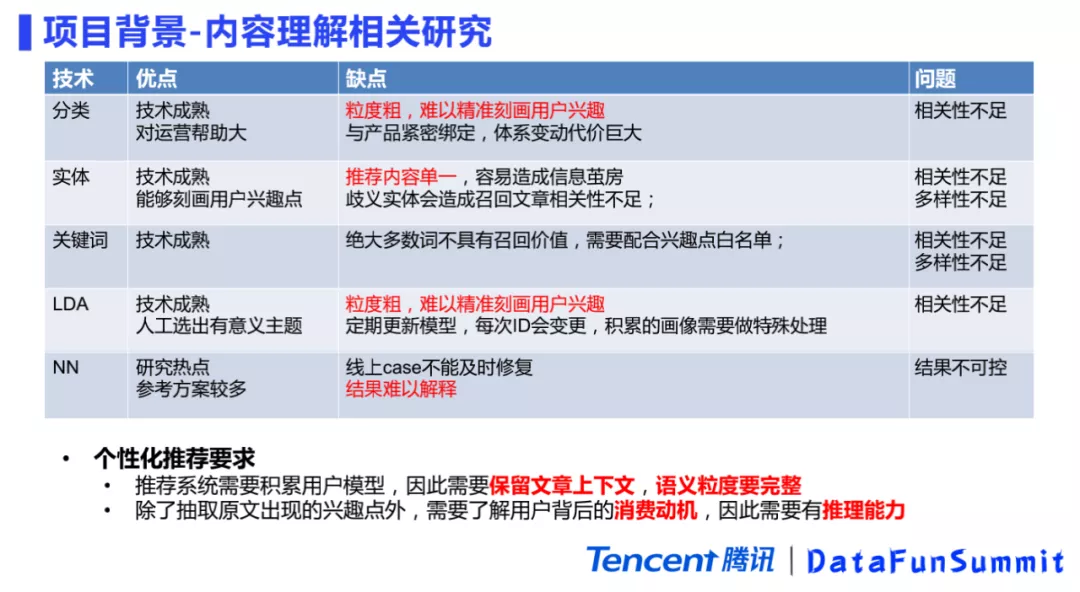 项目背景-内容理解相关研究
技术 优点 缺点 问题
分类 技术成熟 粒度粗，难以精准刻画用户兴趣 相关性不足
对运营帮助大 与产品紧密绑定，体系变动代价巨大
实体 技术成熟 推荐内容单一，容易造成信息茧房 相关性不足
能够刻画用户兴趣点 歧义实体会造成召回文章相关性不足； 多样性不足
关键词 技术成熟 绝大多数词不具有召回价值，需要配合兴趣点白名单； 相关性不足
多样性不足
LDA 技术成熟 粒度粗，难以精准刻画用户兴趣 相关性不足
人工选出有意义主题 定期更新模型，每次ID会变更，积累的画像需要做特殊处理
NN 研究热点 线上case不能及时修复 结果不可控
参考方案较多 结果难以解释
• 个性化推荐要求
• 推荐系统需要积累用户模型，因此需要保留文章上下文，语义粒度要完整
• 除了抽取原文出现的兴趣点外，需要了解用户背后的消费动机，因此需要有推理能力
Tencent 腾讯 | DataFunSummit